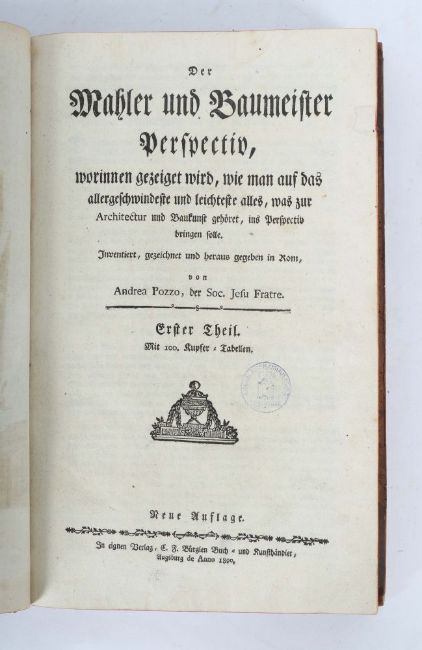 Der
Mahler und Baumeister
Perspectiv,
worinnen gezeiget wird, wie man auf das
allergeschwindeste und leichteste alles, was zur
Architectur und Baukunst gehöret, ins Perspectiv
bringen solle.
Inventiert, gezeichnet und heraus gegeben in Rom,
von
Andrea Pozzo, der Soc. Jesu Fratre.
Erster Theil.
Mit 100. Kupfer-Tabellen.
Neue Auflage.
In eignen Verlag, C. F. Bürglen Buch- und Kunsthändler,
Augsburg de Anno 1800,